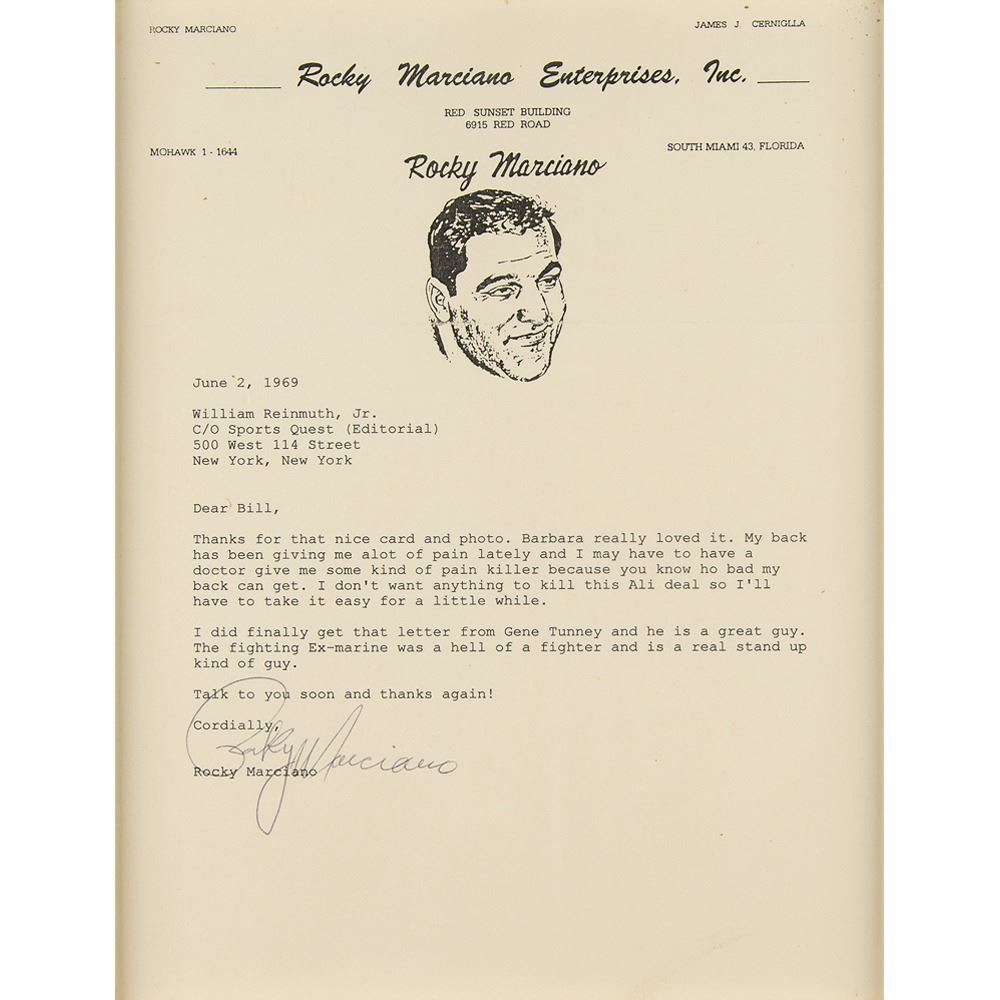 ROCKY MARCIANO
JAMES J. CERNIGLLA
Rocky Marciano Enterprises, Inc.
RED SUNSET BUILDING
6915 RED ROAD
MOHAWK 1 - 1644
SOUTH MIAMI 43, FLORIDA
Rocky Marciano
June 2, 1969
William Reinmuth, Jr.
C/O Sports Quest (Editorial)
500 West 114 Street
New York, New York
Dear Bill,
Thanks for that nice card and photo. Barbara really loved it. My back
has been giving me alot of pain lately and I may have to have a
doctor give me some kind of pain killer because you know ho bad my
back can get. I don't want anything to kill this Ali deal so I'll
have to take it easy for a little while.
I did finally get that letter from Gene Tunney and he is a great guy.
The fighting Ex-marine was a hell of a fighter and is a real stand up
kind of guy.
Talk to you soon and thanks again!
Cordially,
Rocky Marciano
Rocky Marciano